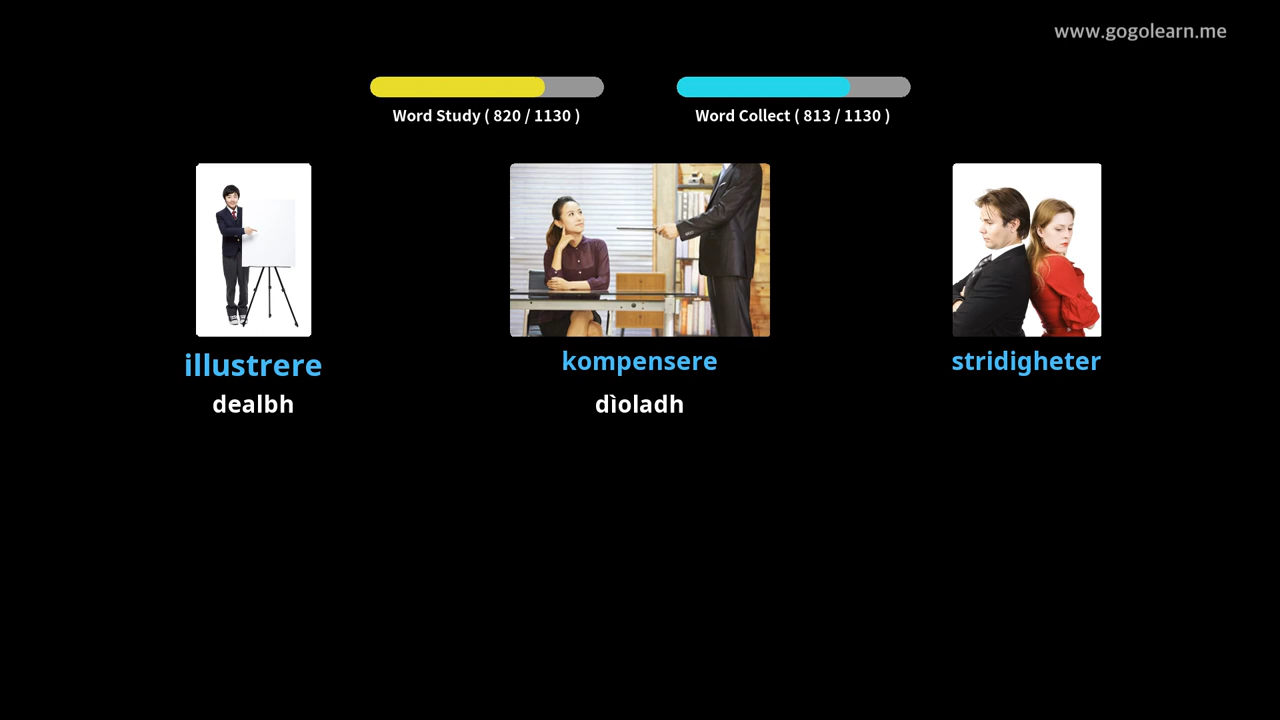 www.gogolearn.me
Word Study ( 820 / 1130 )
Word Collect ( 813 / 1130 )
illustrere
kompensere
stridigheter
dealbh
dìoladh